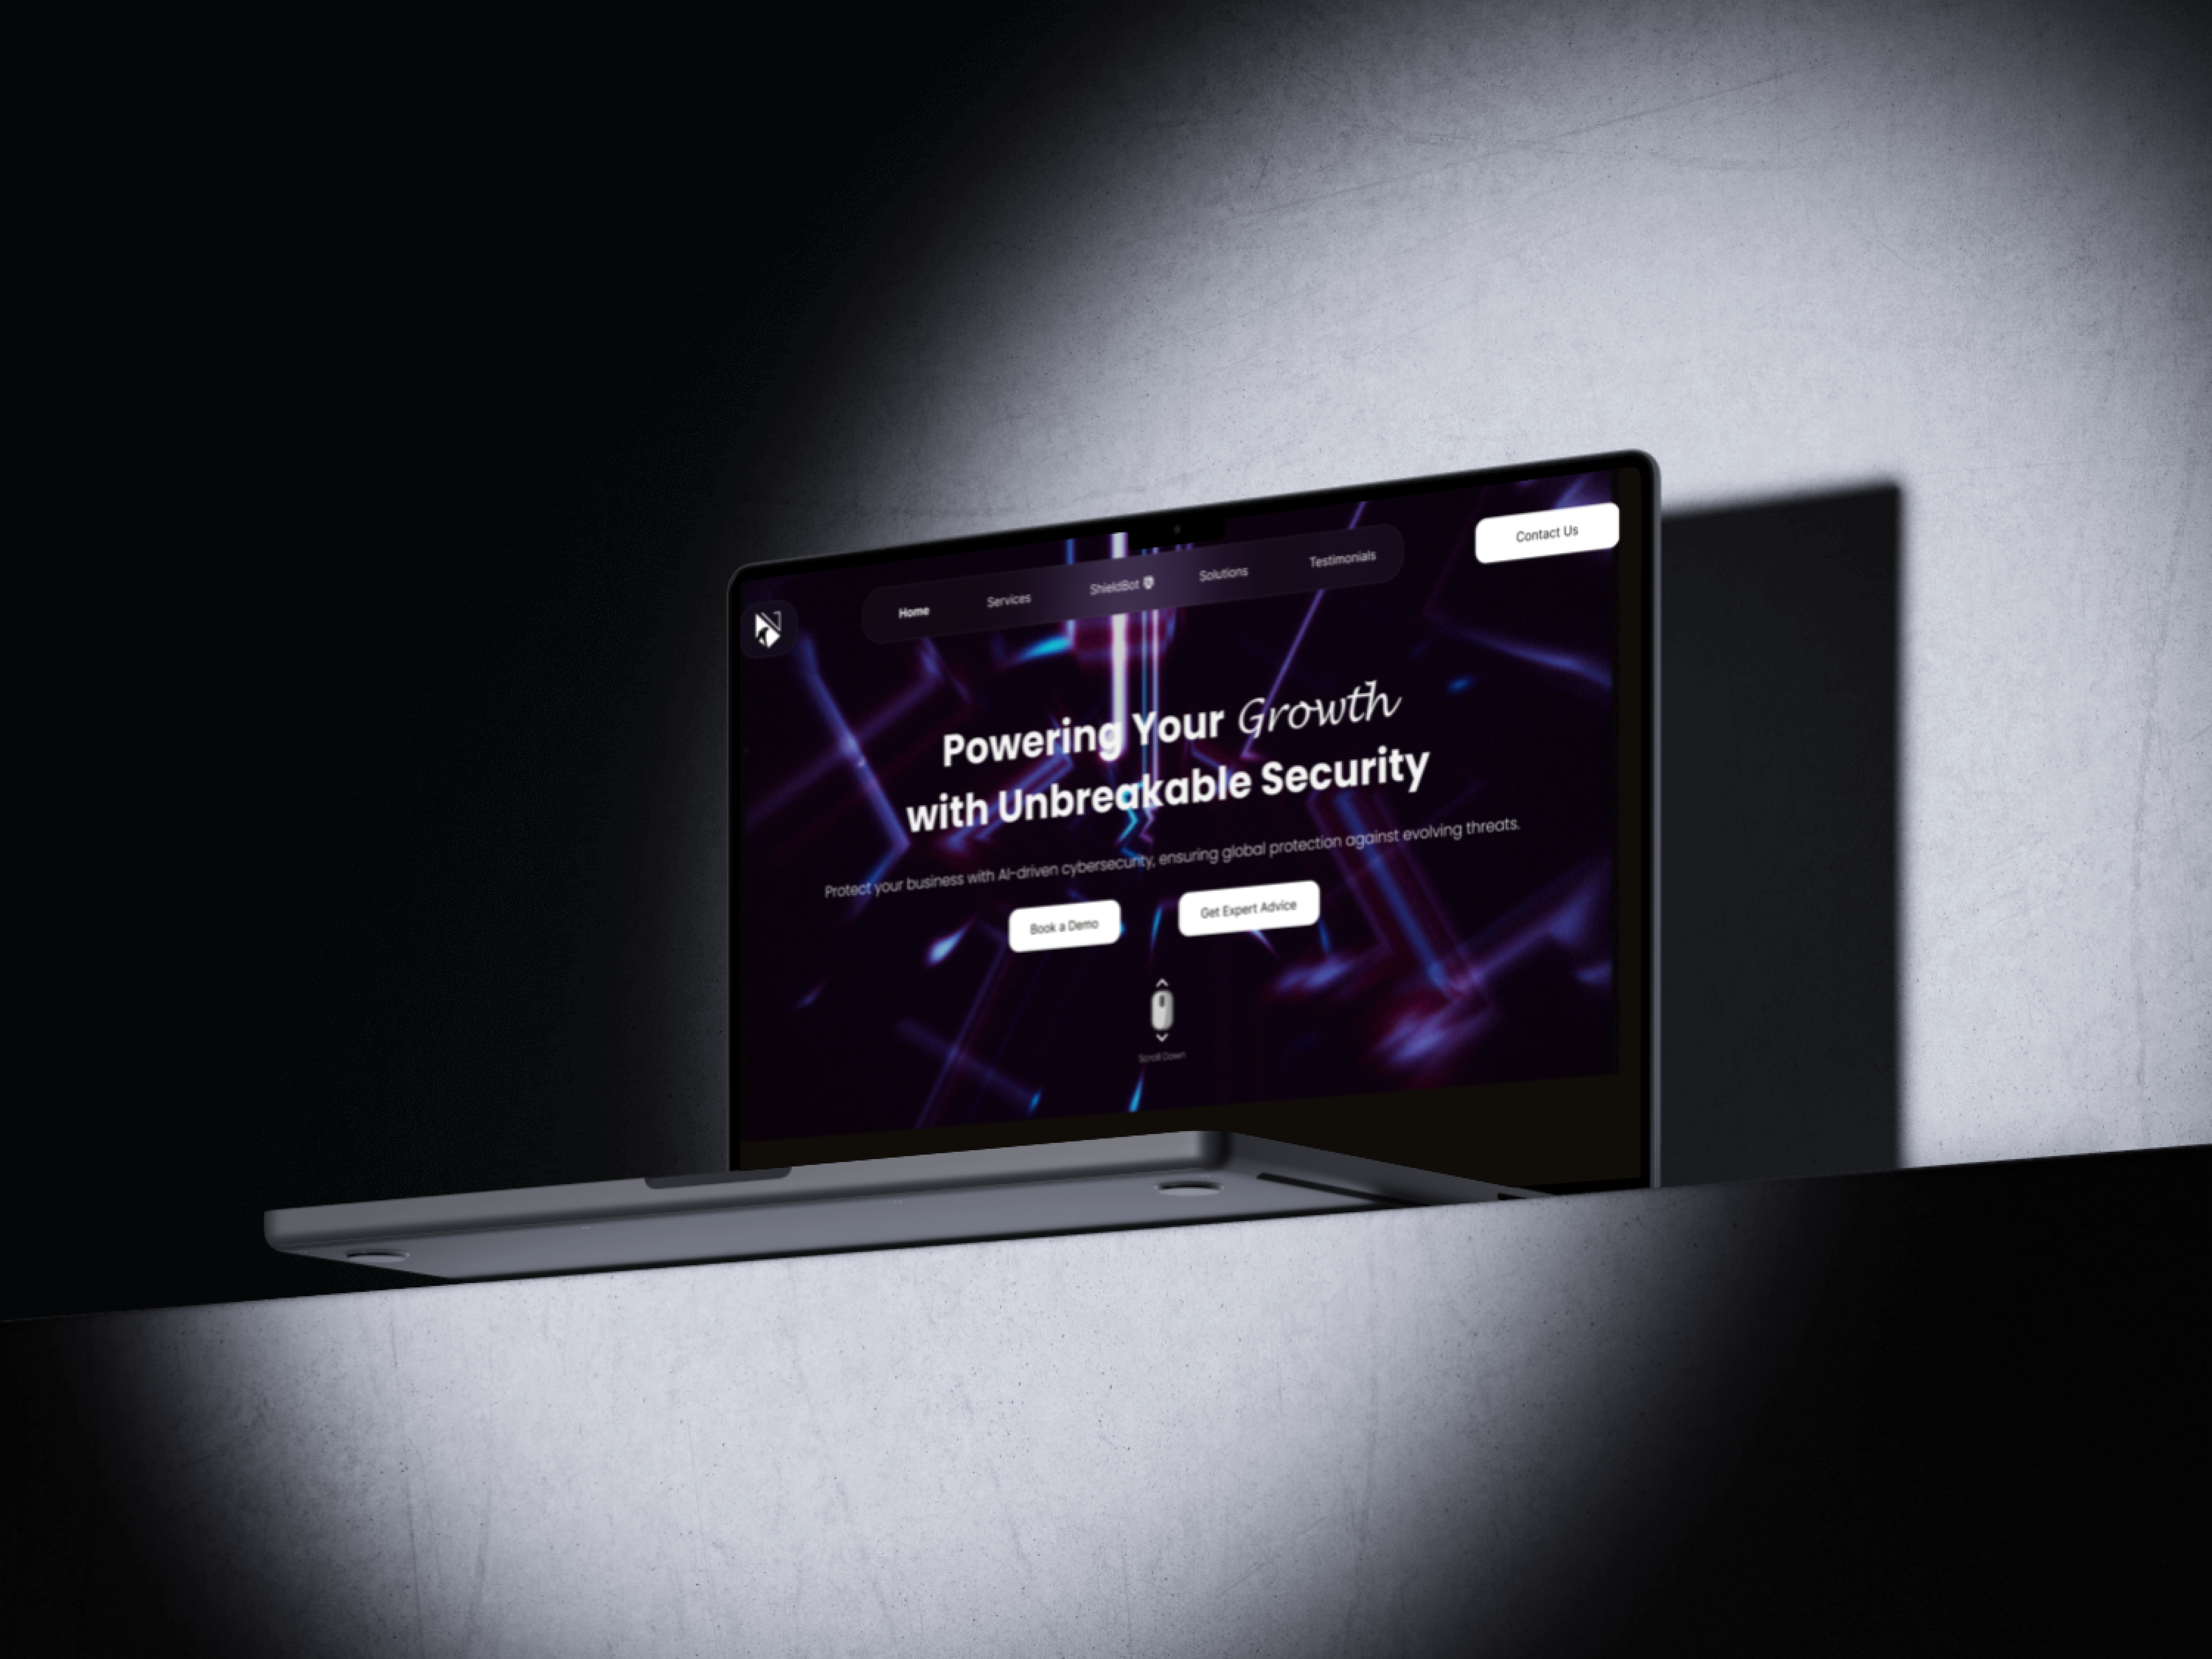 Home
Services
ShieldBot
Solutions
Testimonials
Contact Us
Powering Your Growth
with Unbreakable Security
Protect your business with AI-driven cybersecurity, ensuring global protection against evolving threats.
Book a Demo
Get Expert Advice
Scroll Down